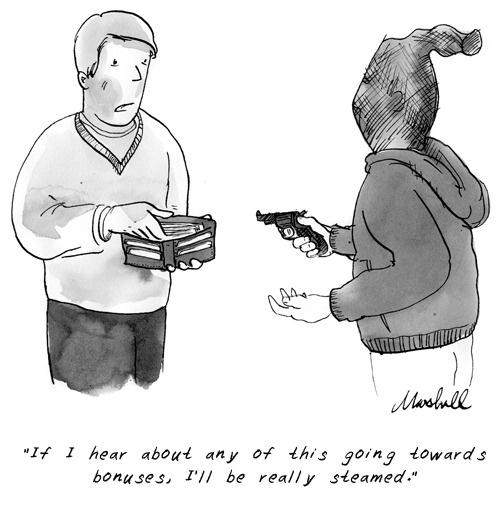 Marshall
"If I hear about any of this going towards
bonuses, I'll be really steamed."